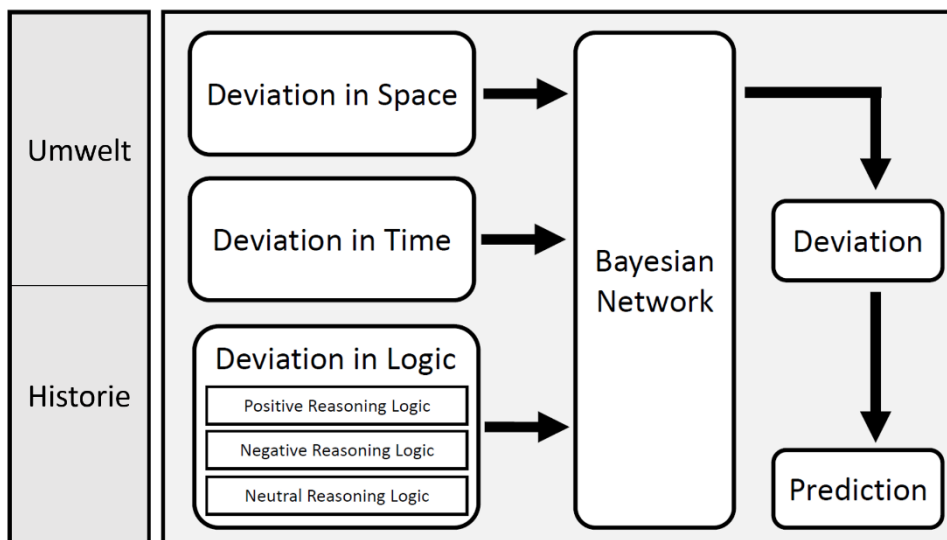 Umwelt
Historie
Deviation in Space
Deviation in Time
Deviation in Logic
Positive Reasoning Logic
Negative Reasoning Logic
Neutral Reasoning Logic
Bayesian
Network
Deviation
Prediction